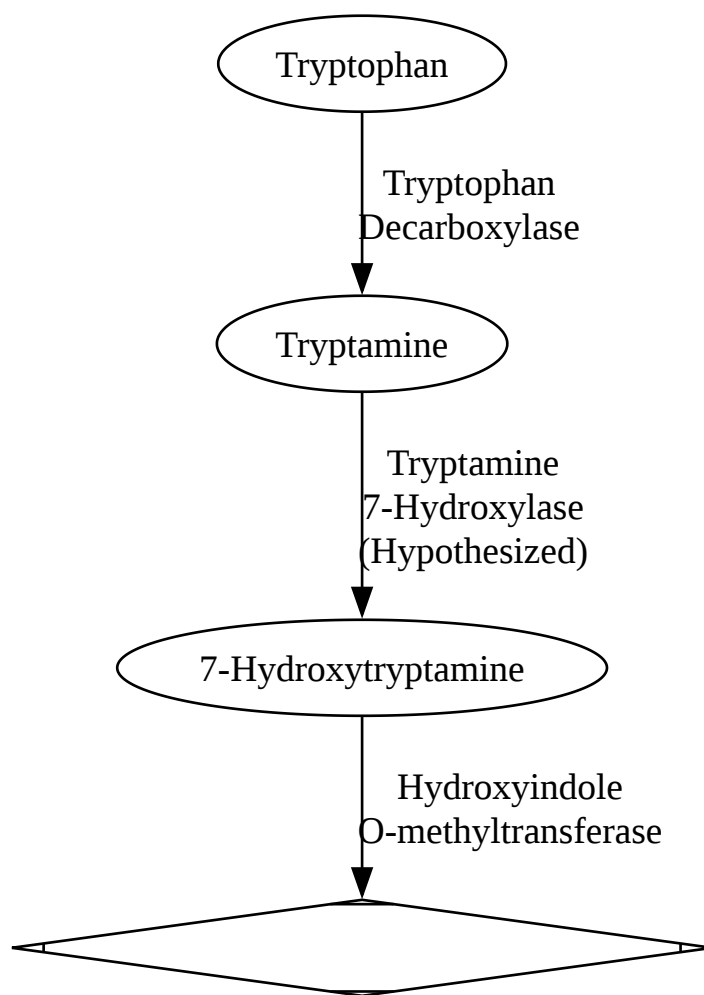 Tryptophan
Tryptophan
Decarboxylase
Tryptamine
Tryptamine
7-Hydroxylase
(Hypothesized)
7-Hydroxytryptamine
Hydroxyindole
O-methyltransferase